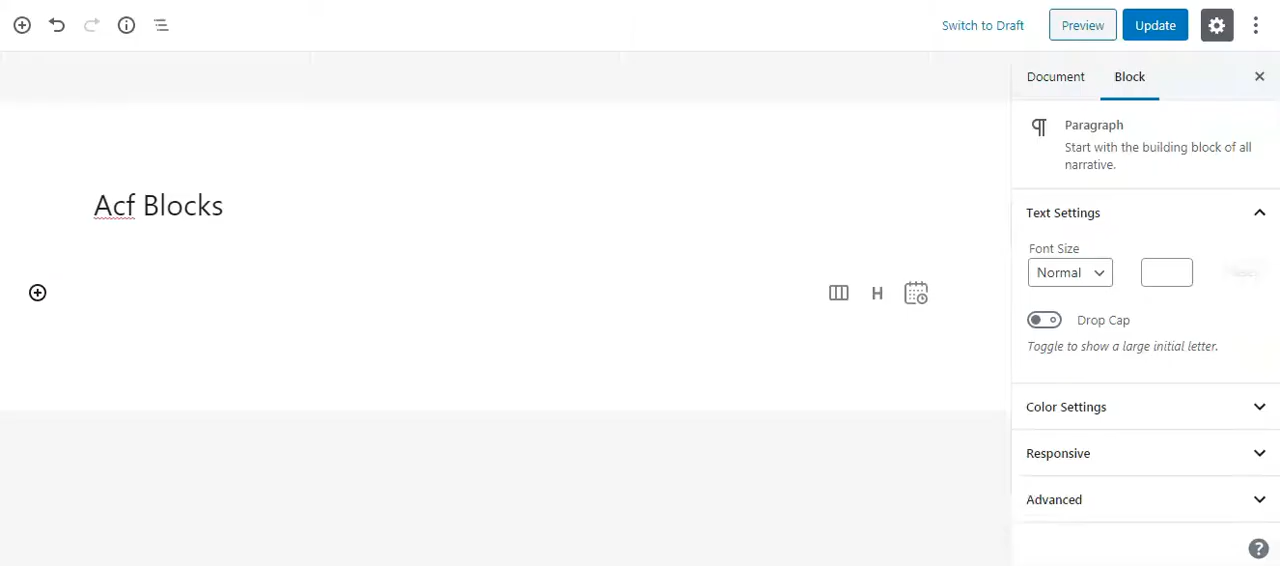 Switch to Draft
Preview
Update
Document
Block
Paragraph
Start with the building block of all
narrative.
Acf Blocks
Text Settings
Font Size
Normal
H
Drop Cap
Toggle to show a large initial letter.
Color Settings
Responsive
Advanced